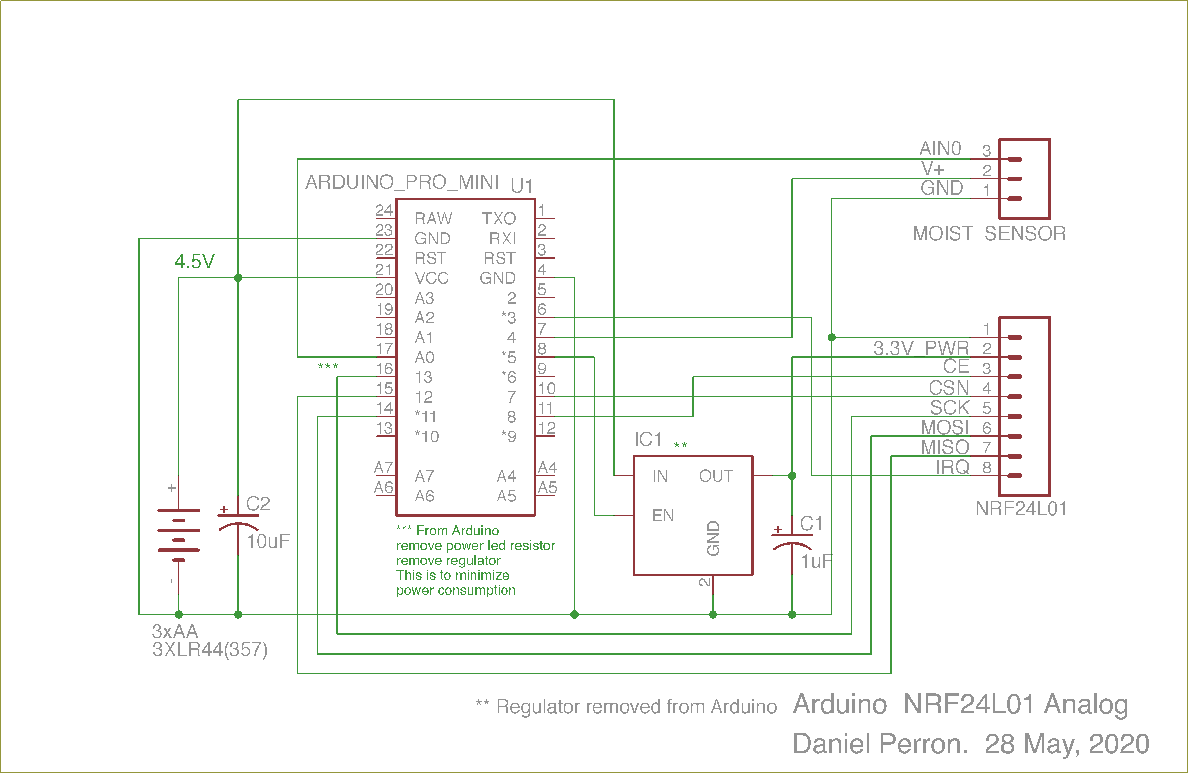 AIN0 3
V+ 2
GND 1
MOIST SENSOR
ARDUINO_PRO_MINI U1
24 RAW TXO 1
23 GND RXI 2
22 RST RST 3
21 VCC GND 4
20 A3 2 5
19 A2 *3 6
18 A1 4 7
17 A0 *5 8
16 13 *6 9
15 12 7 10
14 *11 8 11
13 *10 *9 12
A7 A7 A4 A4
A6 A6 A5 A5
4.5V
***
1
3.3V PWR 2
CE 3
CSN 4
SCK 5
MOSI 6
MISO 7
IRQ 8
NRF24L01
IC1 **
IN OUT
EN
GND
2
+
-
+ C2
10uF
+ C1
1uF
*** From Arduino
remove power led resistor
remove regulator
This is to minimize
power consumption
3xAA
3XLR44(357)
** Regulator removed from Arduino
Arduino NRF24L01 Analog
Daniel Perron. 28 May, 2020